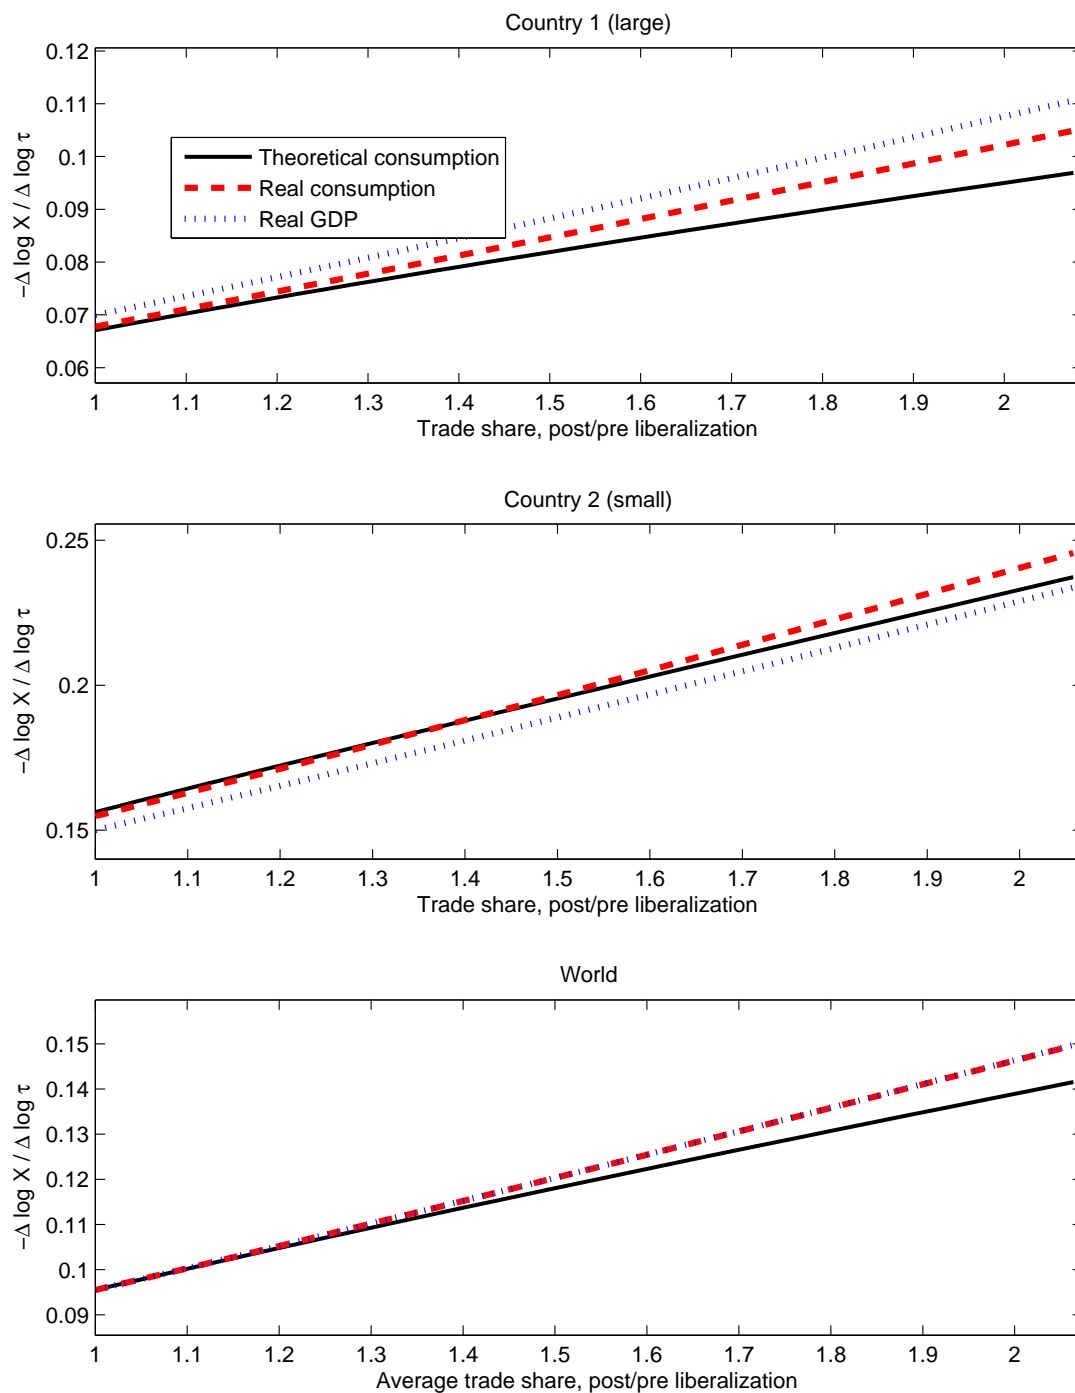 Country 1 (large)
0.12
0.11
0.1
0.09
0.08
0.07
0.06
−Δ log X / Δ log τ
Theoretical consumption
Real consumption
Real GDP
1 1.1 1.2 1.3 1.4 1.5 1.6 1.7 1.8 1.9 2
Trade share, post/pre liberalization
Country 2 (small)
0.25
0.2
0.15
−Δ log X / Δ log τ
1 1.1 1.2 1.3 1.4 1.5 1.6 1.7 1.8 1.9 2
Trade share, post/pre liberalization
World
0.15
0.14
0.13
0.12
0.11
0.1
0.09
−Δ log X / Δ log τ
1 1.1 1.2 1.3 1.4 1.5 1.6 1.7 1.8 1.9 2
Average trade share, post/pre liberalization